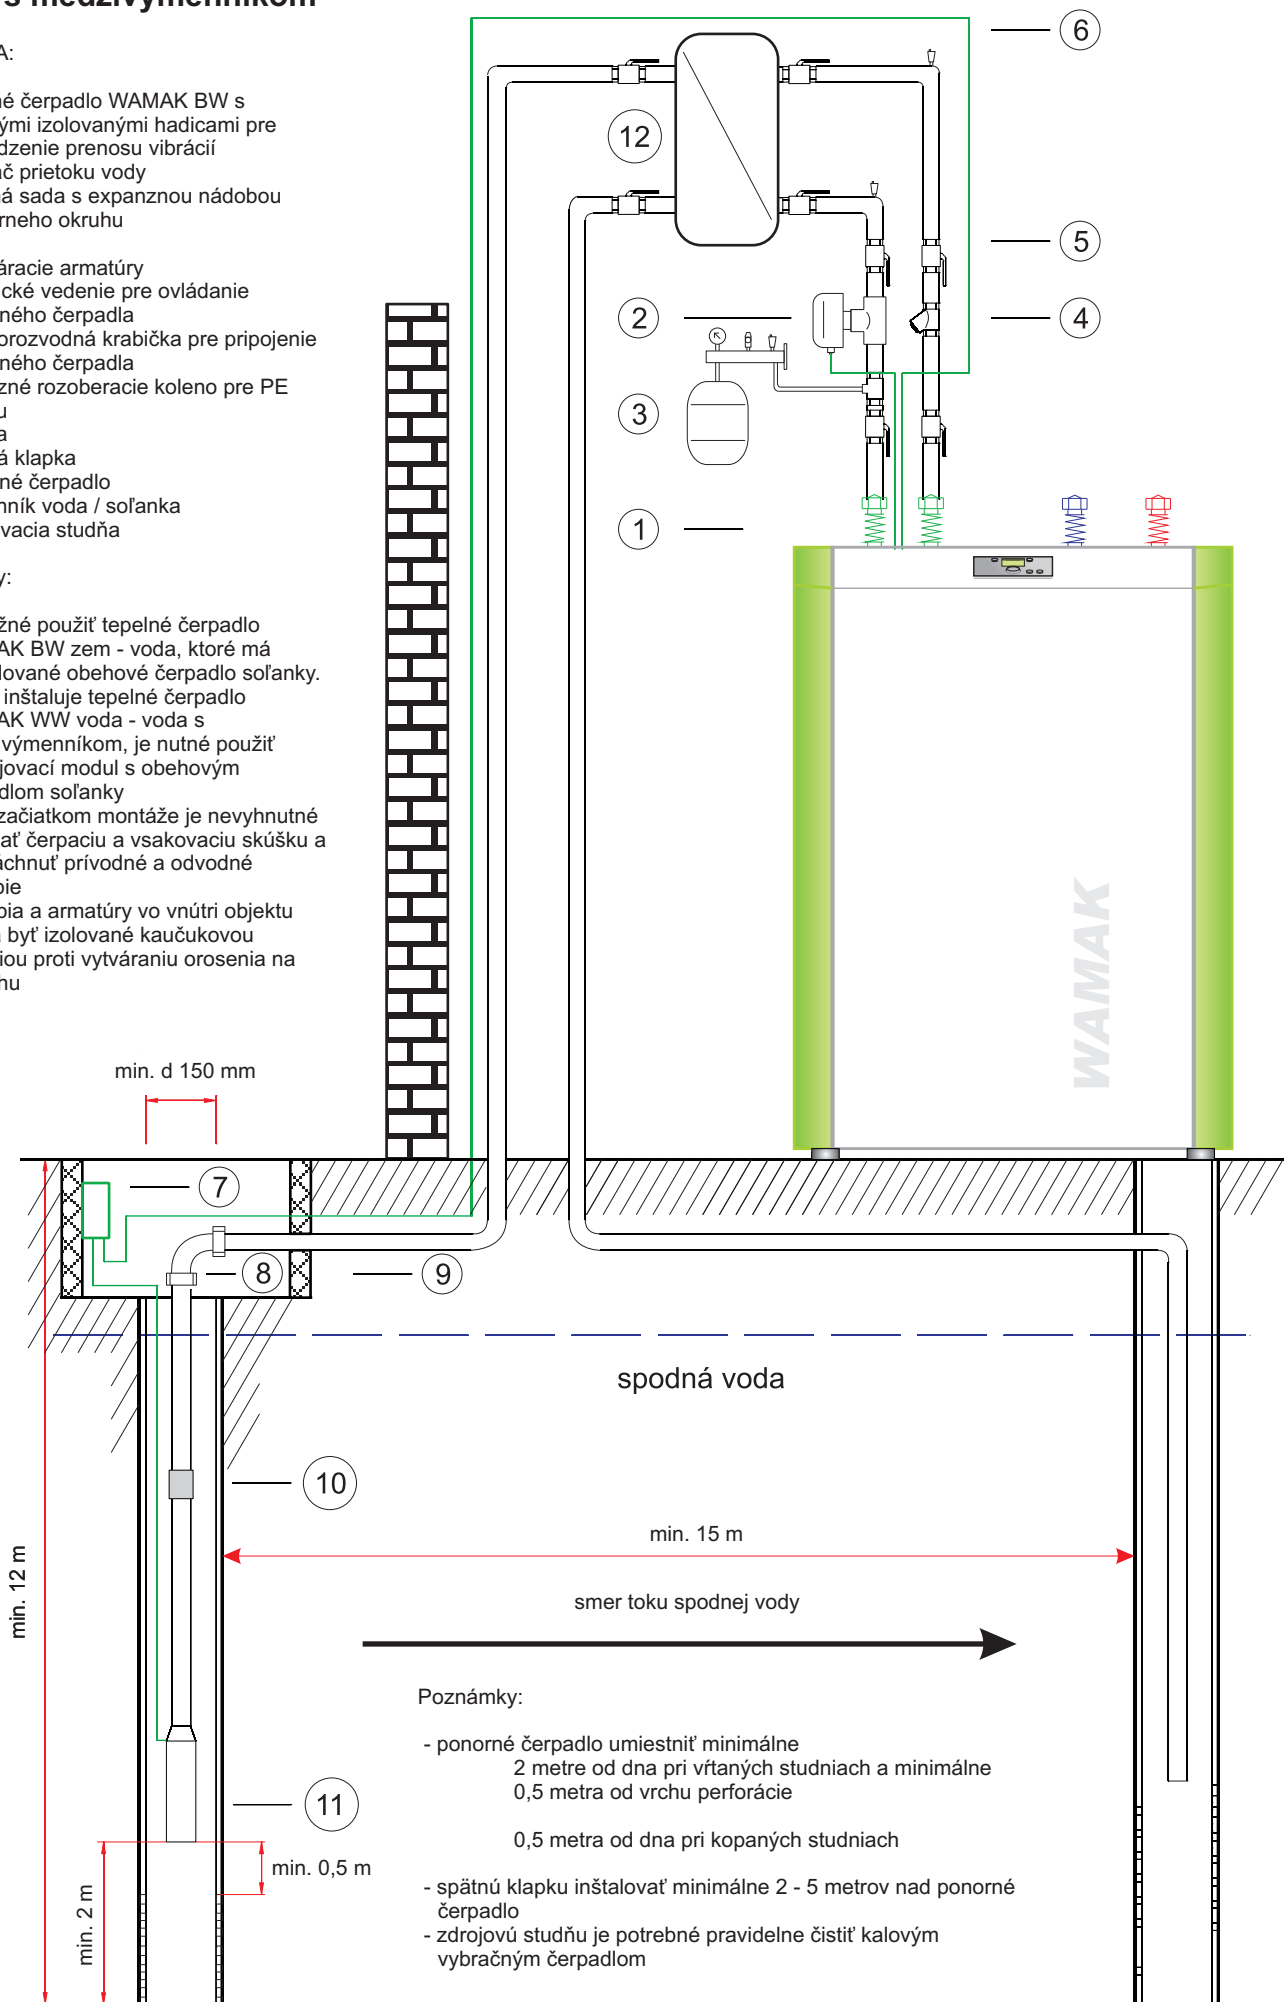 s medzivýmenníkom
A:
né čerpadlo WAMAK BW s
ými izolovanými hadicami pre
dzenie prenosu vibrácií
ač prietoku vody
ná sada s expanznou nádobou
rneho okruhu
áracie armatúry
ické vedenie pre ovládanie
ného čerpadla
orozvodná krabička pre pripojenie
ného čerpadla
zné rozoberacie koleno pre PE
u
a
á klapka
né čerpadlo
nník voda / soľanka
vacia studňa
y:
žné použiť tepelné čerpadlo
AK BW zem - voda, ktoré má
dované obehové čerpadlo soľanky.
inštaluje tepelné čerpadlo
AK WW voda - voda s
výmenníkom, je nutné použiť
jovací modul s obehovým
dlom soľanky
začiatkom montáže je nevyhnutné
ať čerpaciu a vsakovaciu skúšku a
áchnuť prívodné a odvodné
bie
bia a armatúry vo vnútri objektu
a byť izolované kaučukovou
iou proti vytváraniu orosenia na
hu
6
12
5
2
4
3
1
WAMAK
min. d 150 mm
7
8
9
spodná voda
10
min. 15 m
min. 12 m
smer toku spodnej vody
Poznámky:
- ponorné čerpadlo umiestniť minimálne
2 metre od dna pri vŕtaných studniach a minimálne
0,5 metra od vrchu perforácie
11
0,5 metra od dna pri kopaných studniach
min. 0,5 m
min. 2 m
- spätnú klapku inštalovať minimálne 2 - 5 metrov nad ponorné
čerpadlo
- zdrojovú studňu je potrebné pravidelne čistiť kalovým
vybračným čerpadlom